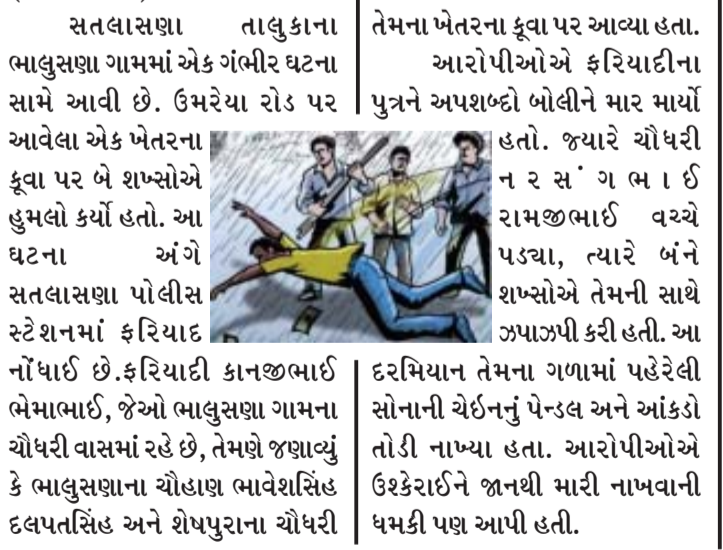 સતલાસણા તાલુકાના
ભાલુસણા ગામમાં એક ગંભીર ઘટના
સામે આવી છે. ઉમરેચા રોડ પર
આવેલા એક ખેતરના
કૂવા પર બે શખ્સોએ
હુમલો કર્યો હતો. આ
ઘટના અંગે
સતલાસણા પોલીસ
સ્ટેશનમાં ફરિયાદ
નોંધાઈ છે.ફરિયાદી કાનજીભાઈ
ભેમાભાઈ, જેઓ ભાલુસણા ગામના
ચૌધરી વાસમાં રહે છે, તેમણે જણાવ્યું
કે ભાલુસણાના ચૌહાણ ભાવેશસિંહ
દલપતસિંહ અને શેષપુરાના ચૌધરી
તેમના ખેતરના કૂવા પર આવ્યા હતા.
આરોપીઓએ ફરિયાદીના
પુત્રને અપશબ્દો બોલીને માર માર્યો
હતો. જ્યારે ચૌધરી
નરસંગભાઈ
રામજીભાઈ વચ્ચે
પડ્યા, ત્યારે બંને
શખ્સોએ તેમની સાથે
ઝપાઝપી કરી હતી. આ
દરમિયાન તેમના ગળામાં પહેરેલી
સોનાની ચેઇનનું પેન્ડલ અને આંકડો
તોડી નાખ્યા હતા. આરોપીઓએ
ઉશ્કેરાઈને જાનથી મારી નાખવાની
ધમકી પણ આપી હતી.